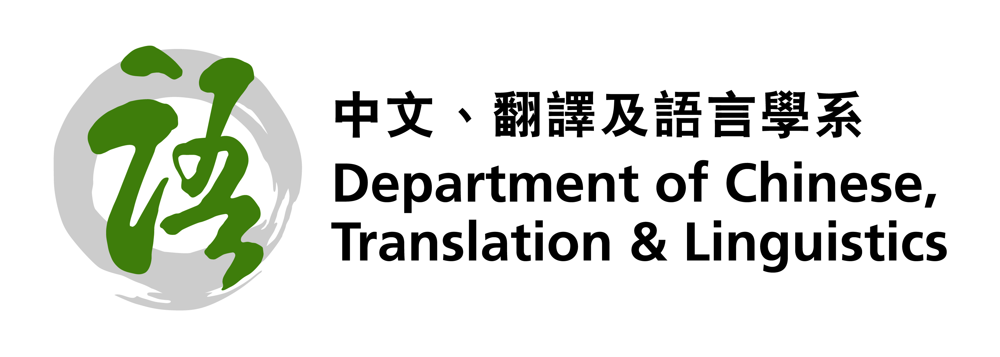 中文、翻譯及語言學系
Department of Chinese,
Translation & Linguistics